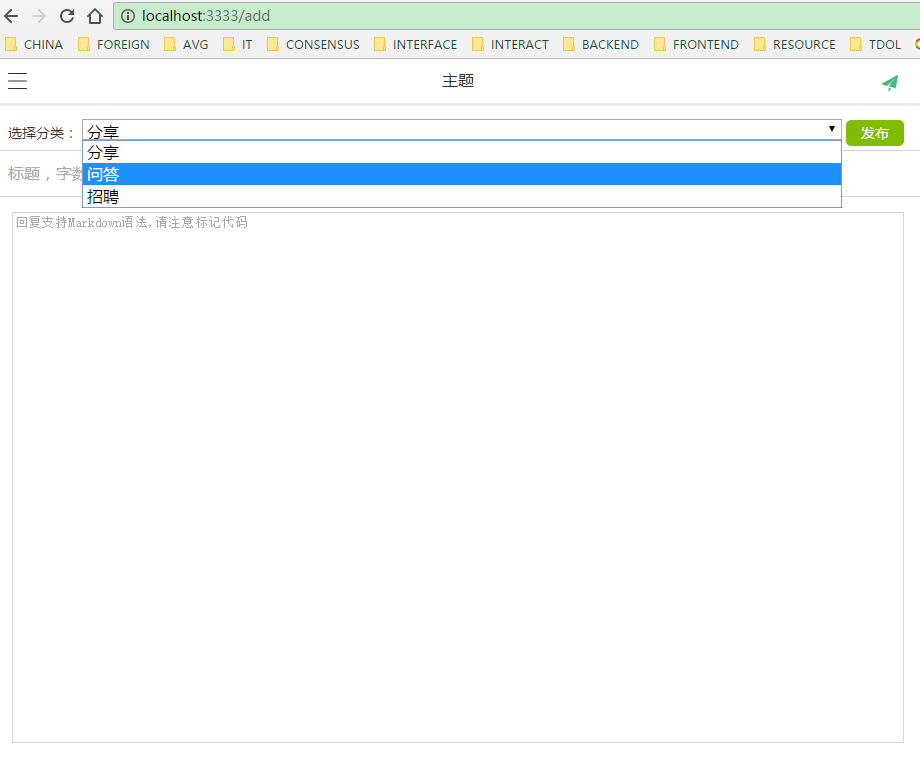 localhost:3333/add
CHINA FOREIGN AVG IT CONSENSUS INTERFACE INTERACT BACKEND FRONTEND RESOURCE TDOL
主题
选择分类： 分享 ▼ 发布
分享
标题，字数
问答
招聘
回复支持Markdown语法,请注意标记代码